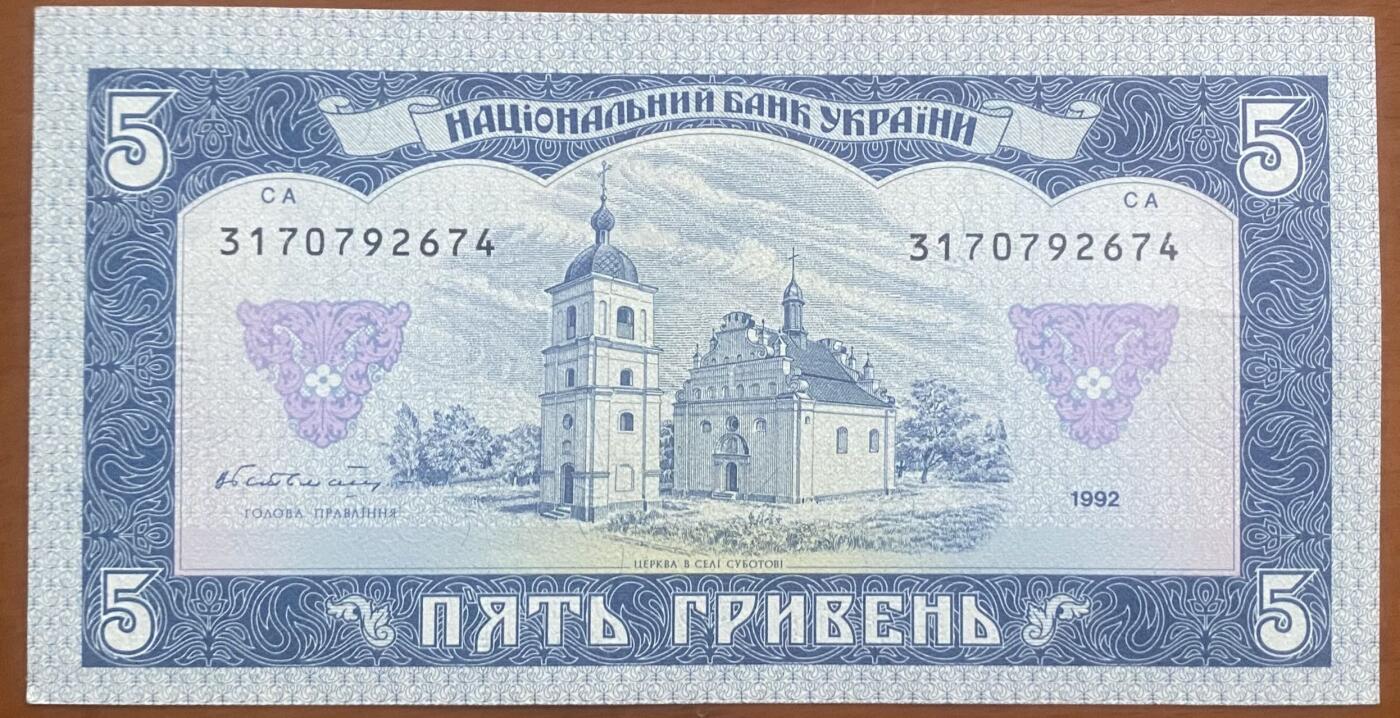 5 НАЦІОНАЛЬНИЙ БАНК УКРАЇНИ 5
СА СА
3170792674 3170792674
ГОЛОВА ПРАВЛІННЯ
1992
ЦЕРКВА В СЕЛІ СУБОТОВІ
5 П'ЯТЬ ГРИВЕНЬ 5